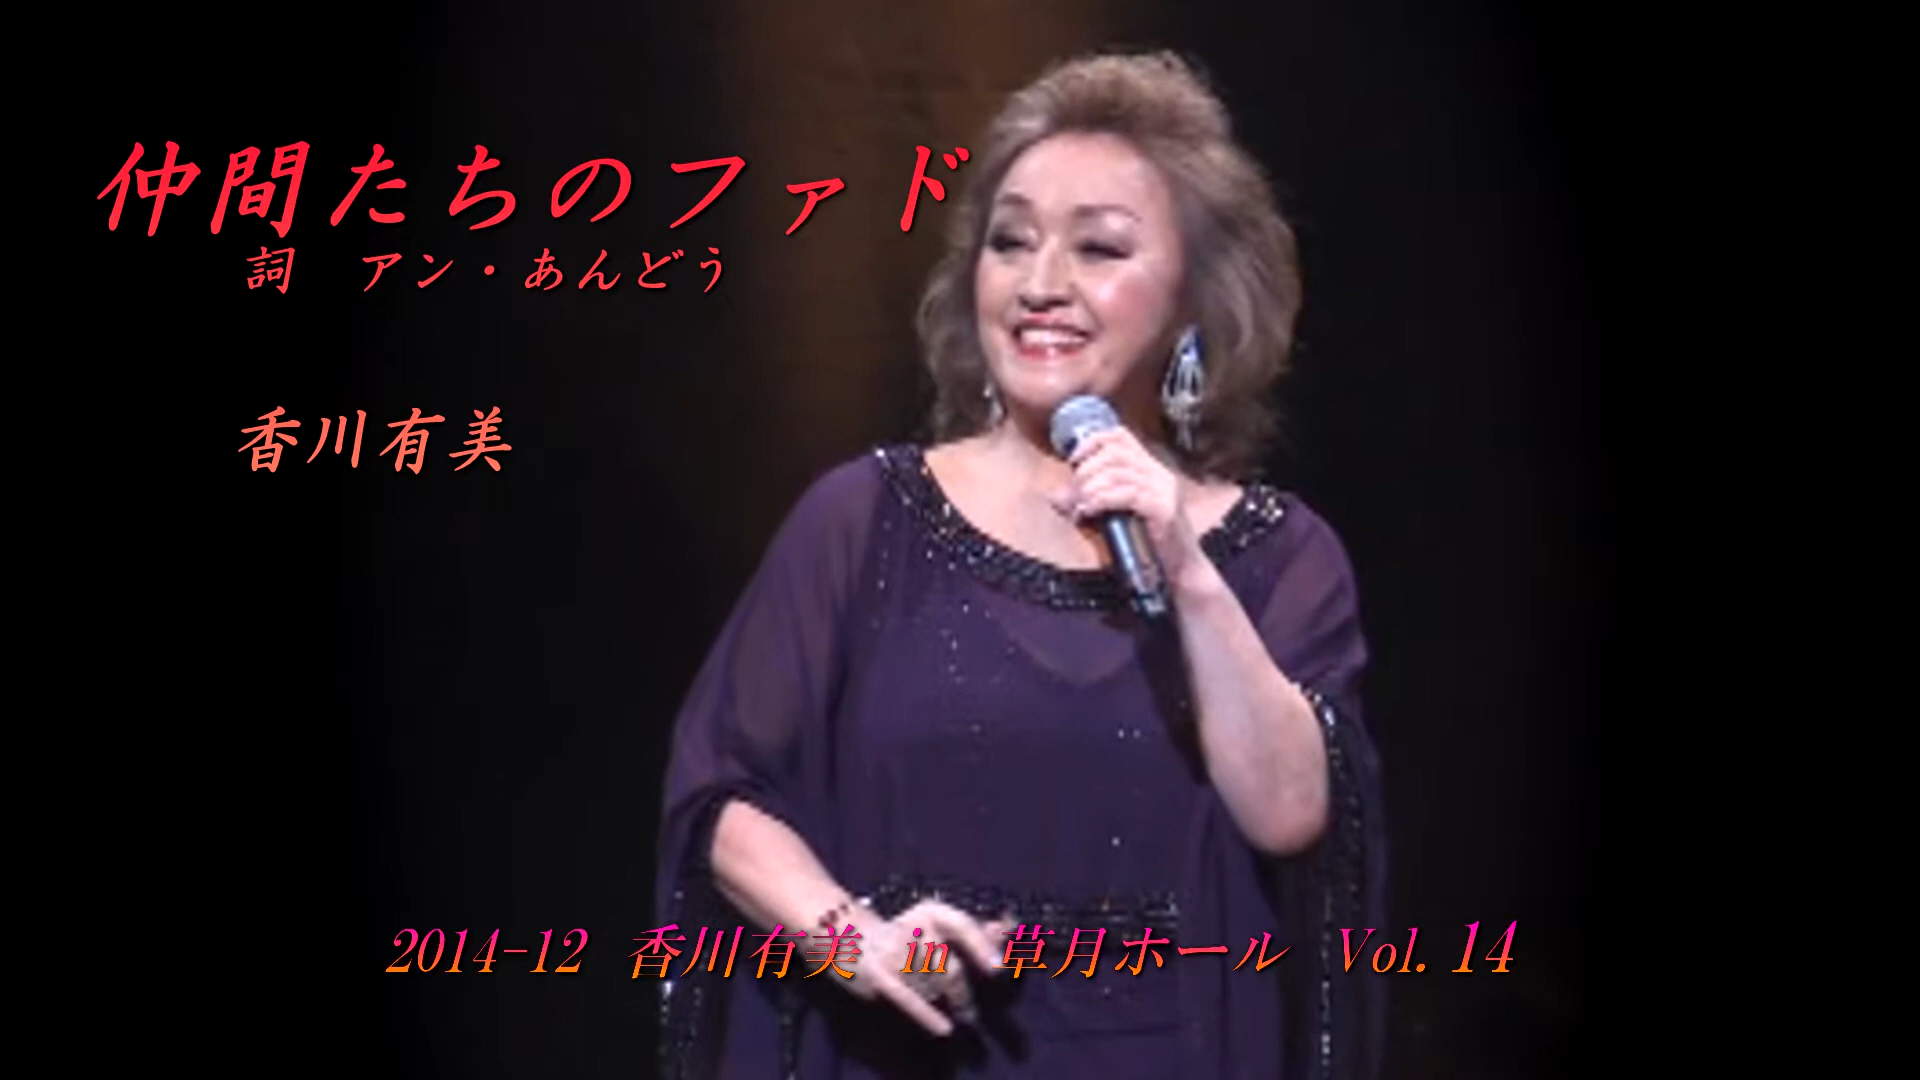 仲間たちのファド
詞　アン・あんどう
香川有美
2014-12 香川有美 in 草月ホール Vol. 14